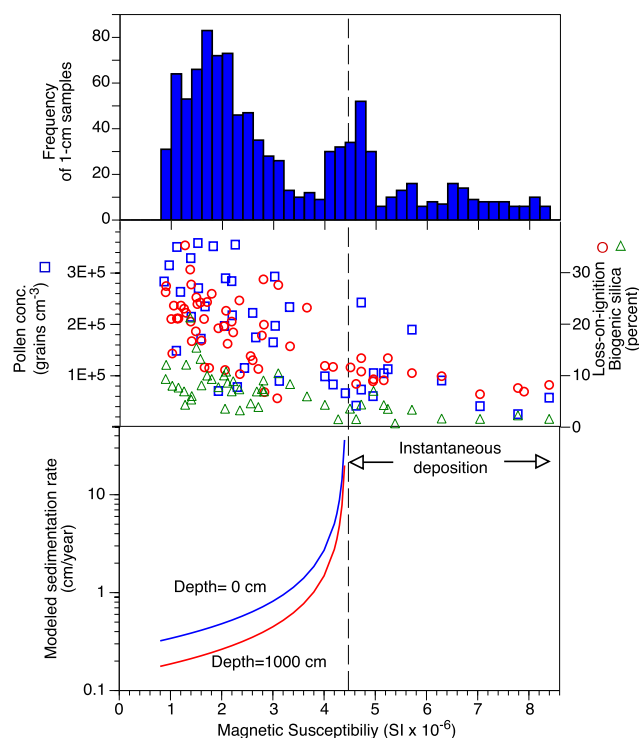 80
60
40
20
0
Frequency
of 1-cm samples
3E+5
2E+5
1E+5
Pollen conc.
(grains cm-3)
30
20
10
0
Loss-on-ignition
Biogenic silica
(percent)
Instantaneous
deposition
10
1
0.1
Modeled sedimentation rate
(cm/year)
Depth= 0 cm
Depth=1000 cm
0 1 2 3 4 5 6 7 8
Magnetic Susceptibiliy (SI x 10-6)